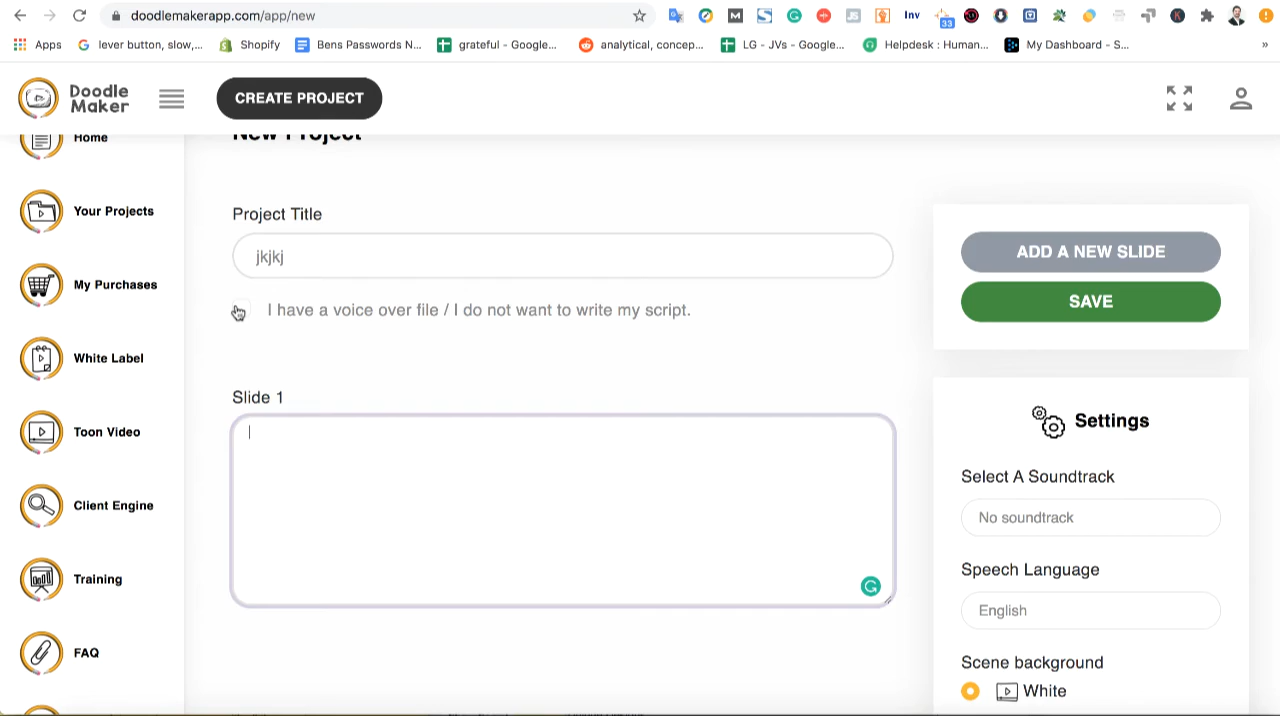 doodlemakerapp.com/app/new
M
JS
Inv
33
K
Apps
lever button, slow,...
Shopify
Bens Passwords N...
grateful - Google...
analytical, concep...
LG - JVs - Google...
Helpdesk : Human...
My Dashboard - S...
»
Doodle
Maker
CREATE PROJECT
Home
New Project
Your Projects
Project Title
ADD A NEW SLIDE
jkjkj
My Purchases
SAVE
I have a voice over file / I do not want to write my script.
White Label
Slide 1
Settings
Toon Video
Select A Soundtrack
Client Engine
No soundtrack
Speech Language
Training
English
FAQ
Scene background
White